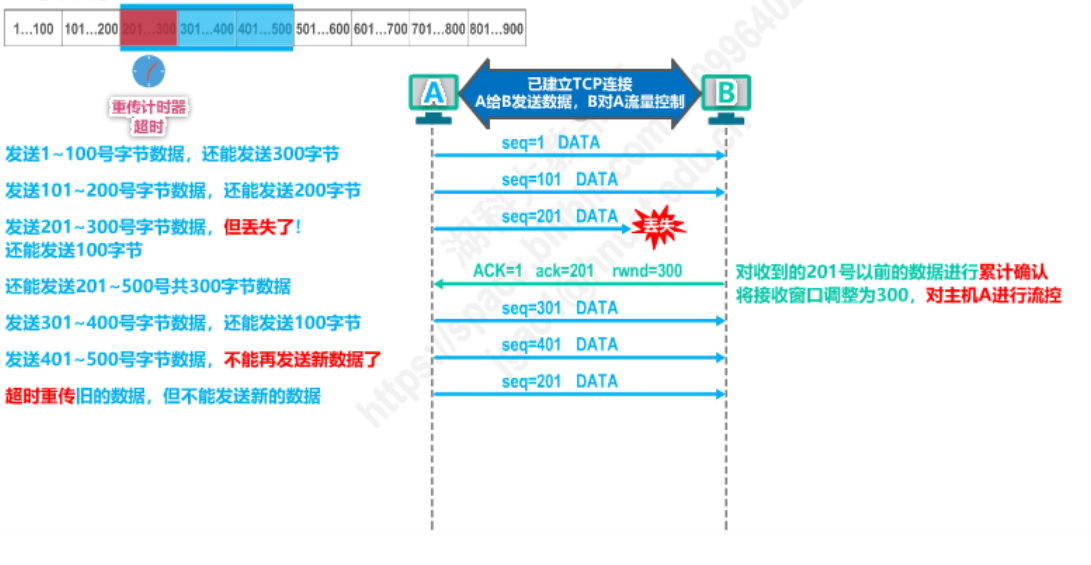 1...100 101...200 201...300 301...400 401...500 501...600 601...700 701...800 801...900
重传计时器
超时
A
已建立TCP连接
A给B发送数据，B对A流量控制
B
发送1~100号字节数据，还能发送300字节
seq=1 DATA
发送101~200号字节数据，还能发送200字节
seq=101 DATA
发送201~300号字节数据，但丢失了！
还能发送100字节
seq=201 DATA
丢失
还能发送201~500号共300字节数据
ACK=1 ack=201 rwnd=300
对收到的201号以前的数据进行累计确认
将接收窗口调整为300，对主机A进行流控
发送301~400号字节数据，还能发送100字节
seq=301 DATA
发送401~500号字节数据，不能再发送新数据了
seq=401 DATA
超时重传旧的数据，但不能发送新的数据
seq=201 DATA